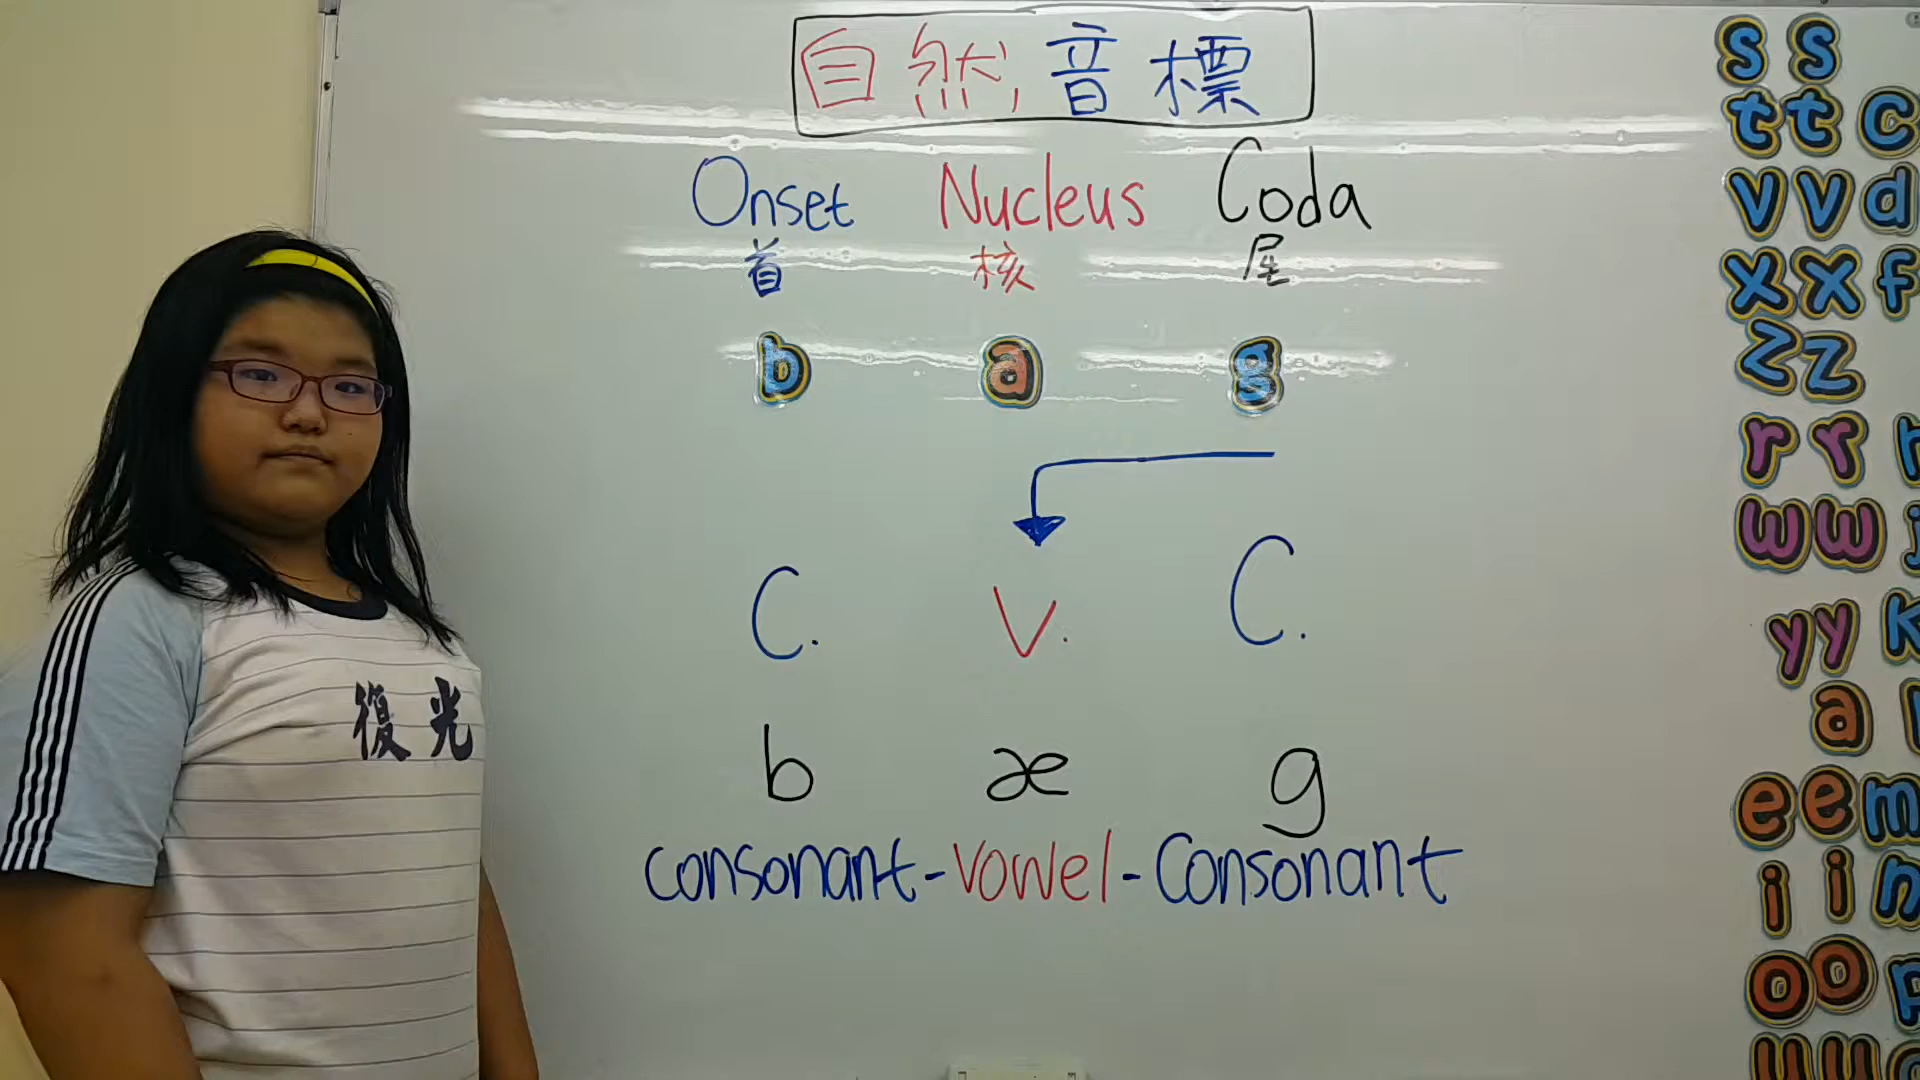 自然音標
Onset Nucleus Coda
首 核 尾
b a g
C. V. C.
b æ g
consonant-vowel-Consonant
復光
s s
t t c
v v d
x x f
z z
r r
w w j
y y k
a
e e m
i i n
o o p
u u